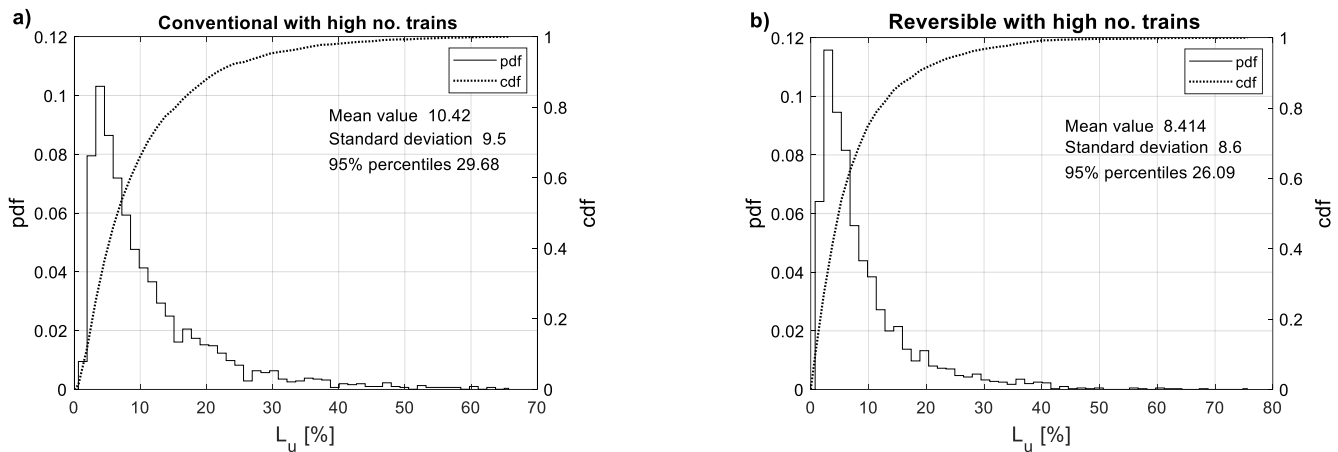 a)
Conventional with high no. trains
0.12
0.1
0.08
0.06
0.04
0.02
0
pdf
1
0.8
0.6
0.4
0.2
0
cdf
pdf
cdf
Mean value 10.42
Standard deviation 9.5
95% percentiles 29.68
0 10 20 30 40 50 60 70
Lu [%]
b)
Reversible with high no. trains
0.12
0.1
0.08
0.06
0.04
0.02
0
pdf
1
0.8
0.6
0.4
0.2
0
cdf
pdf
cdf
Mean value 8.414
Standard deviation 8.6
95% percentiles 26.09
0 10 20 30 40 50 60 70 80
Lu [%]